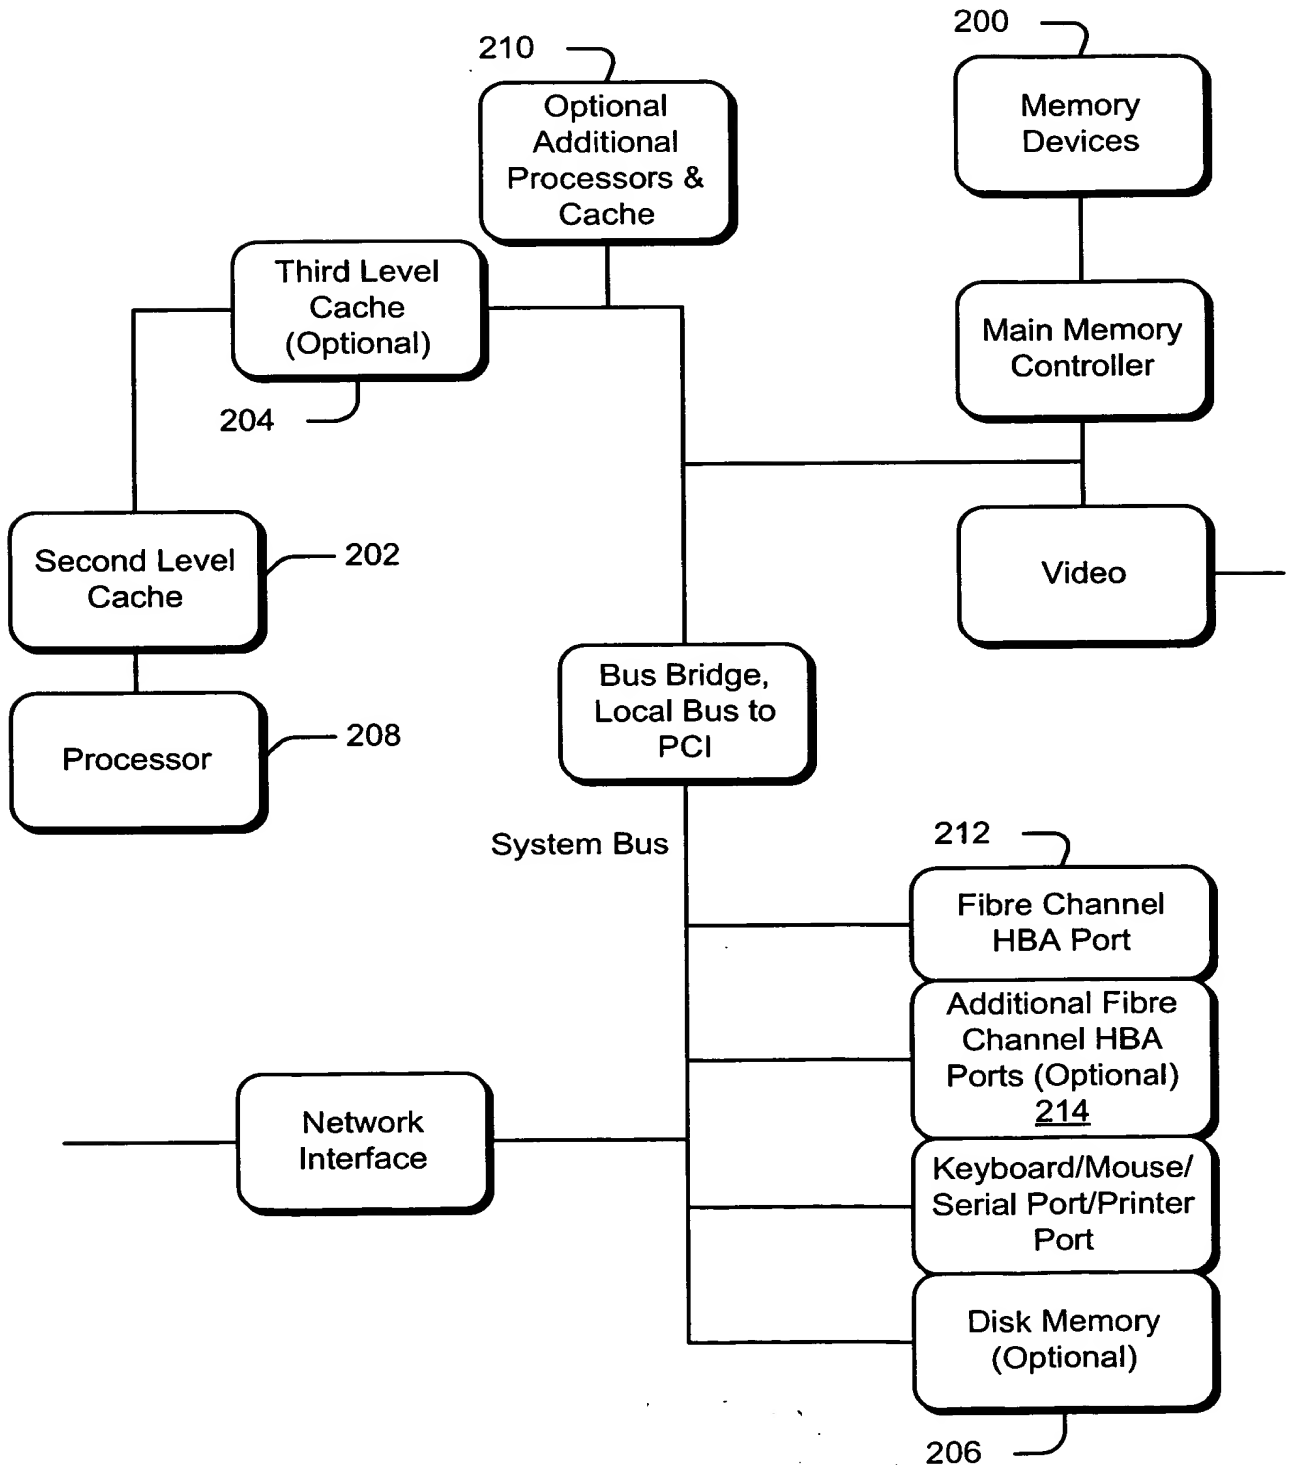 210
200
Optional
Additional
Processors &
Cache
Memory
Devices
Third Level
Cache
(Optional)
204
Main Memory
Controller
Second Level
Cache
202
Video
Processor
208
Bus Bridge,
Local Bus to
PCI
System Bus
212
Fibre Channel
HBA Port
Additional Fibre
Channel HBA
Ports (Optional)
214
Network
Interface
Keyboard/Mouse/
Serial Port/Printer
Port
Disk Memory
(Optional)
206